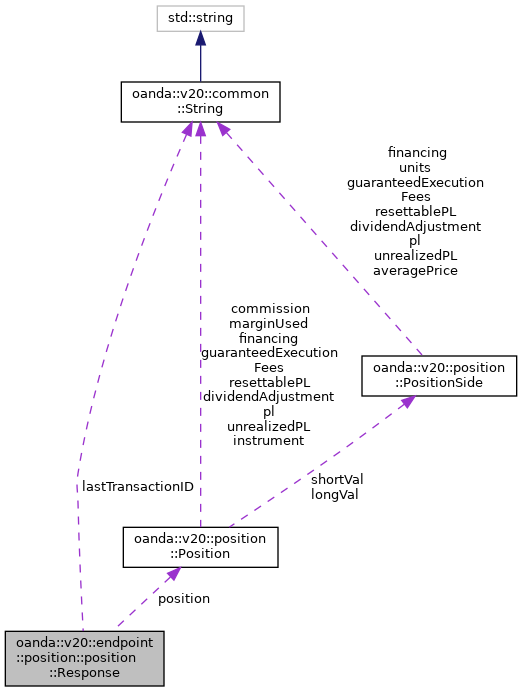 std::string
oanda::v20::common
::String
financing
units
guaranteedExecution
Fees
resettablePL
dividendAdjustment
pl
unrealizedPL
averagePrice
commission
marginUsed
financing
guaranteedExecution
Fees
resettablePL
dividendAdjustment
pl
unrealizedPL
instrument
oanda::v20::position
::PositionSide
lastTransactionID
shortVal
longVal
oanda::v20::position
::Position
position
oanda::v20::endpoint
::position::position
::Response